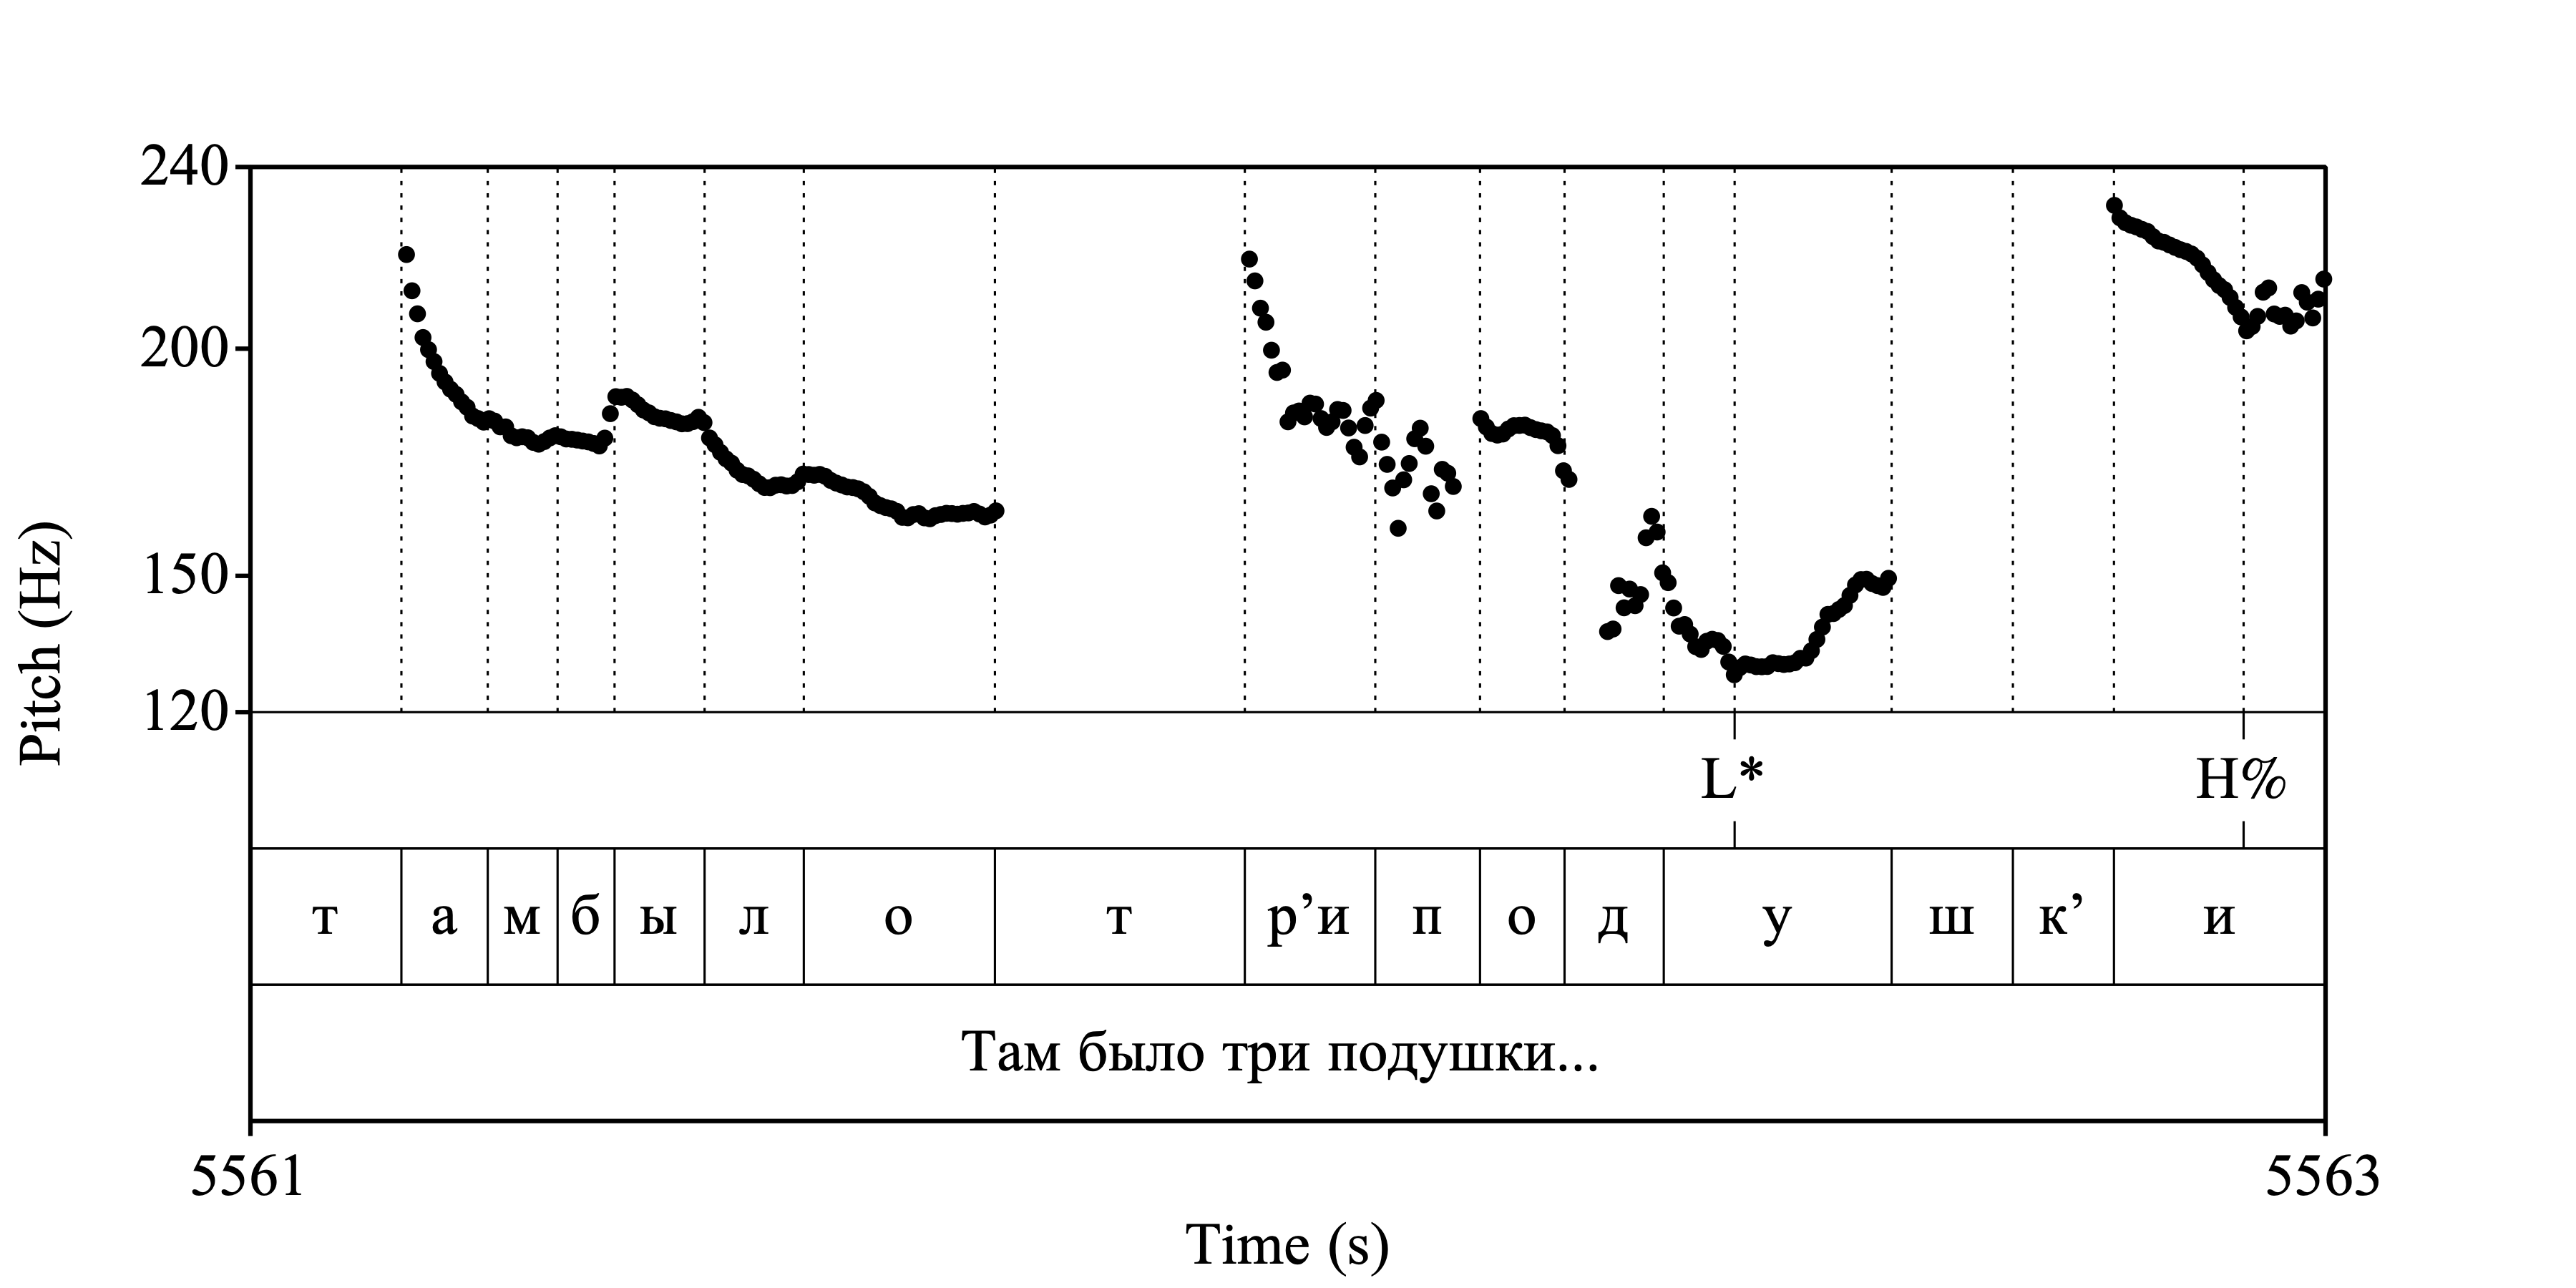 240
200
150
120
Pitch (Hz)
L* H%
т а м б ы л о т р’и п о д у ш к’ и
Там было три подушки...
5561 5563
Time (s)